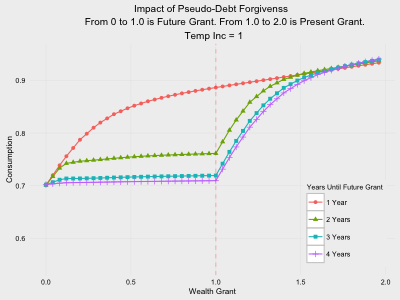 Impact of Pseudo-Debt Forgivenss
From 0 to 1.0 is Future Grant. From 1.0 to 2.0 is Present Grant.
Temp Inc = 1
0.9
0.8
0.7
0.6
Consumption
Years Until Future Grant
1 Year
2 Years
3 Years
4 Years
0.0 0.5 1.0 1.5 2.0
Wealth Grant